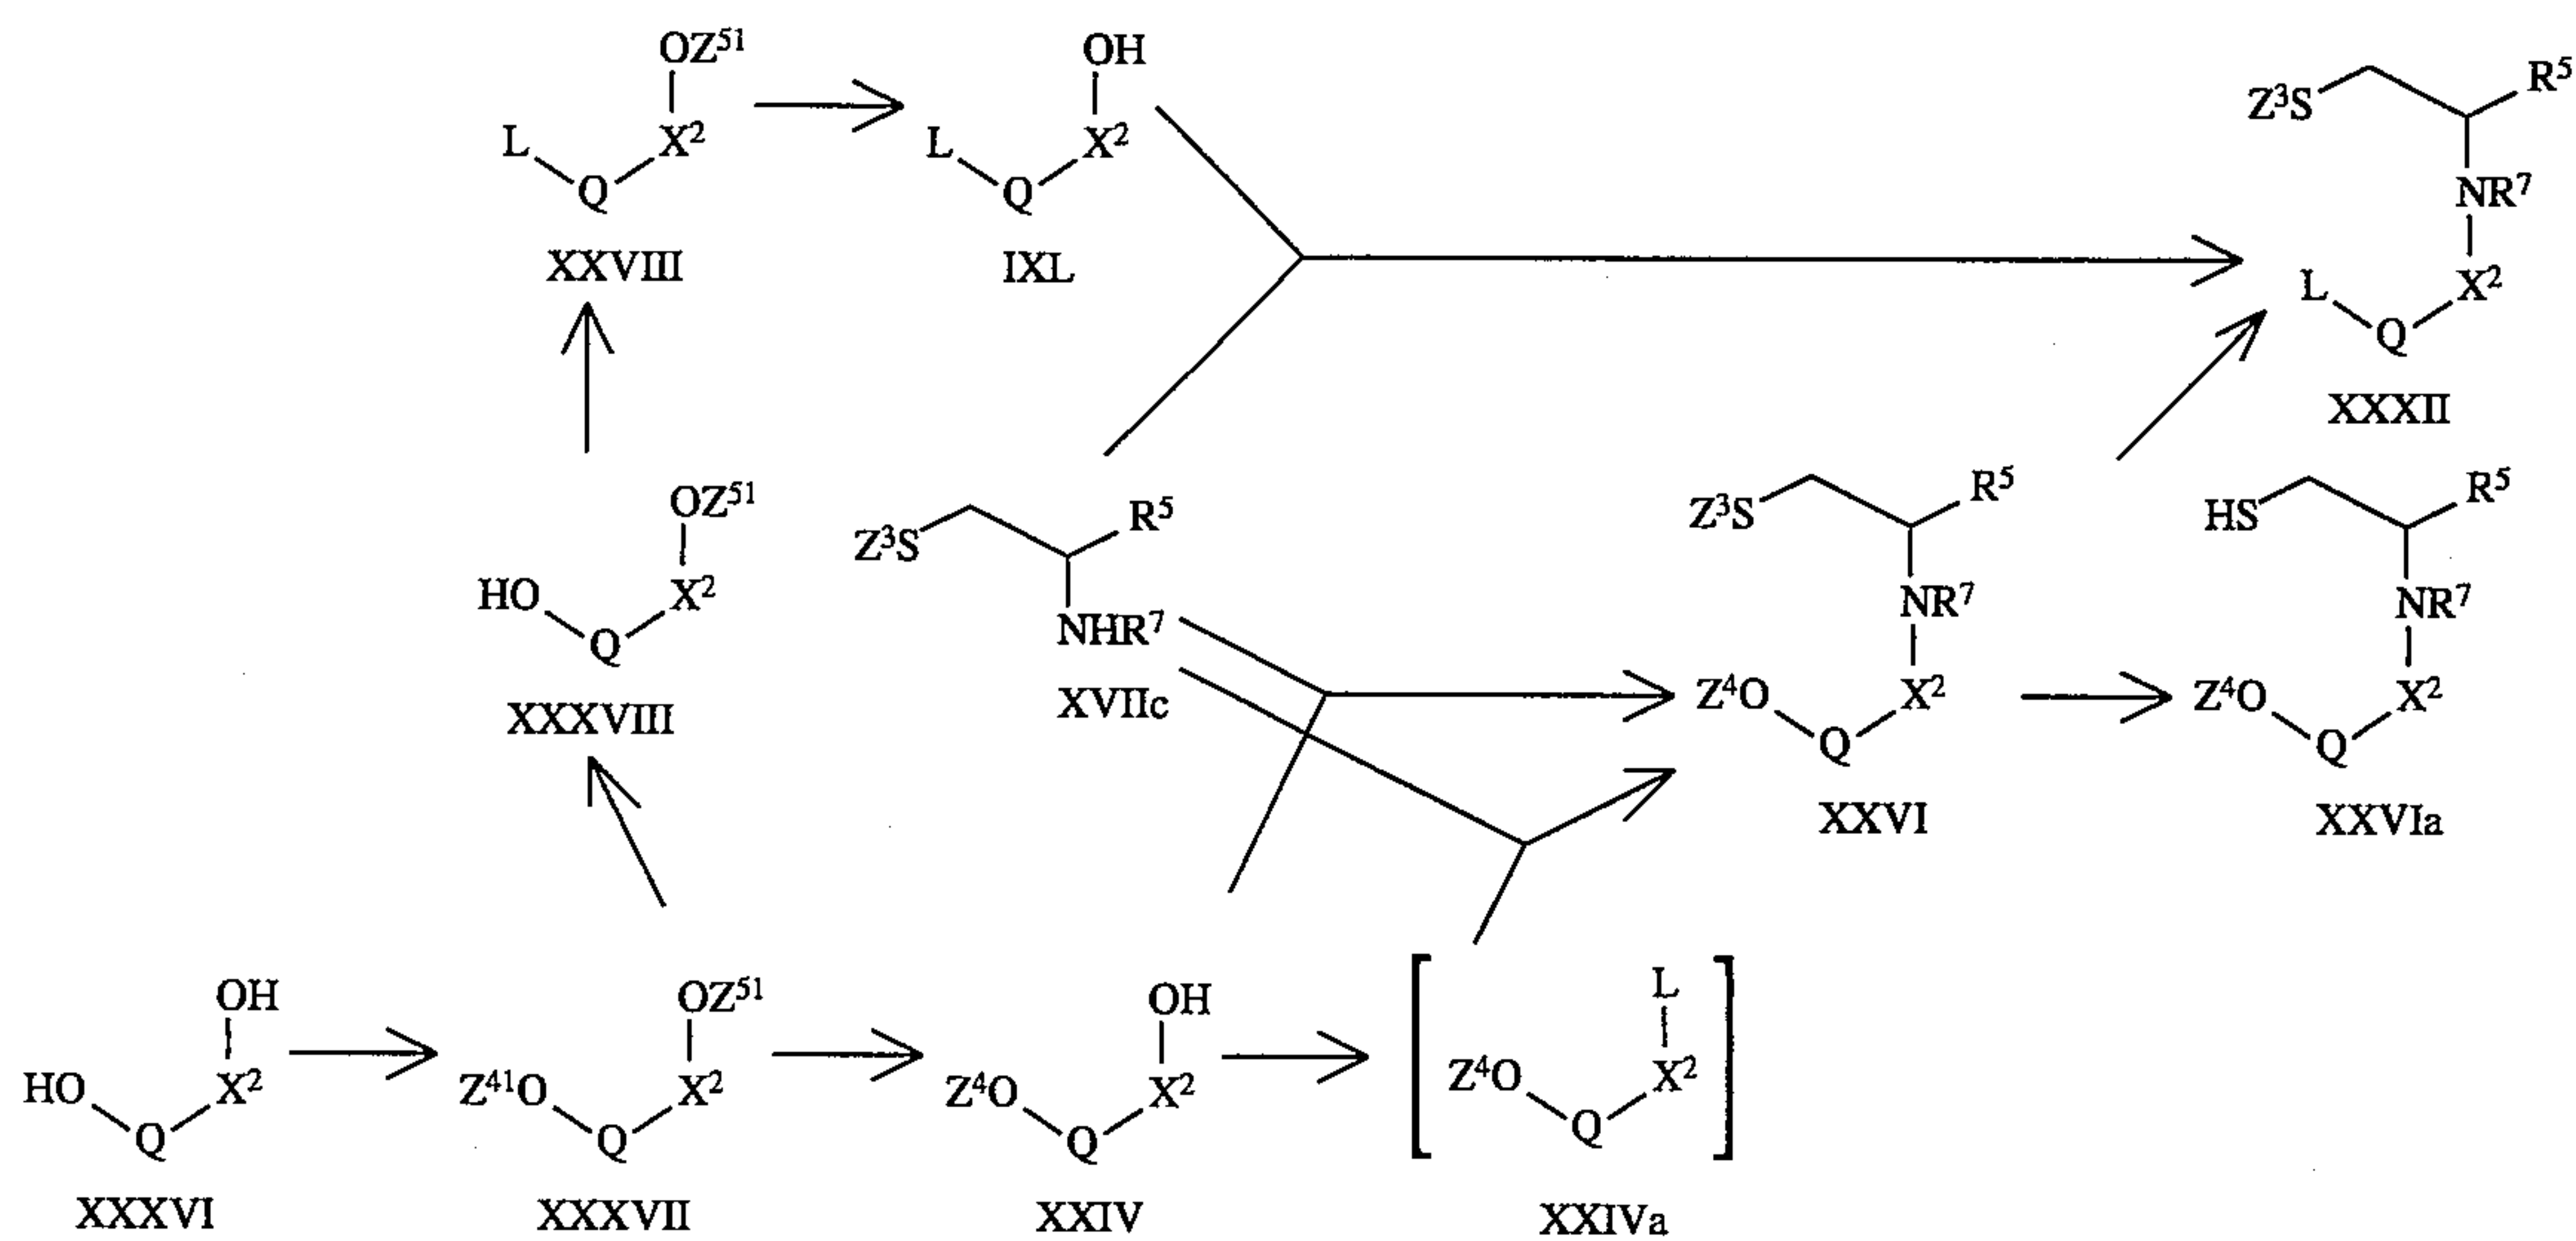 OZ⁵¹
L Q X²
XXVIII
OH
L Q X²
IXL
Z³S R⁵
NR⁷
L Q X²
XXXII
OZ⁵¹
HO Q X²
XXXVIII
Z³S R⁵
NHR⁷
XVIIc
Z³S R⁵
NR⁷
Z⁴O Q X²
XXVI
HS R⁵
NR⁷
Z⁴O Q X²
XXVIa
OH
HO Q X²
XXXVI
OZ⁵¹
Z⁴¹O Q X²
XXXVII
OH
Z⁴O Q X²
XXIV
L
Z⁴O Q X²
XXIVa